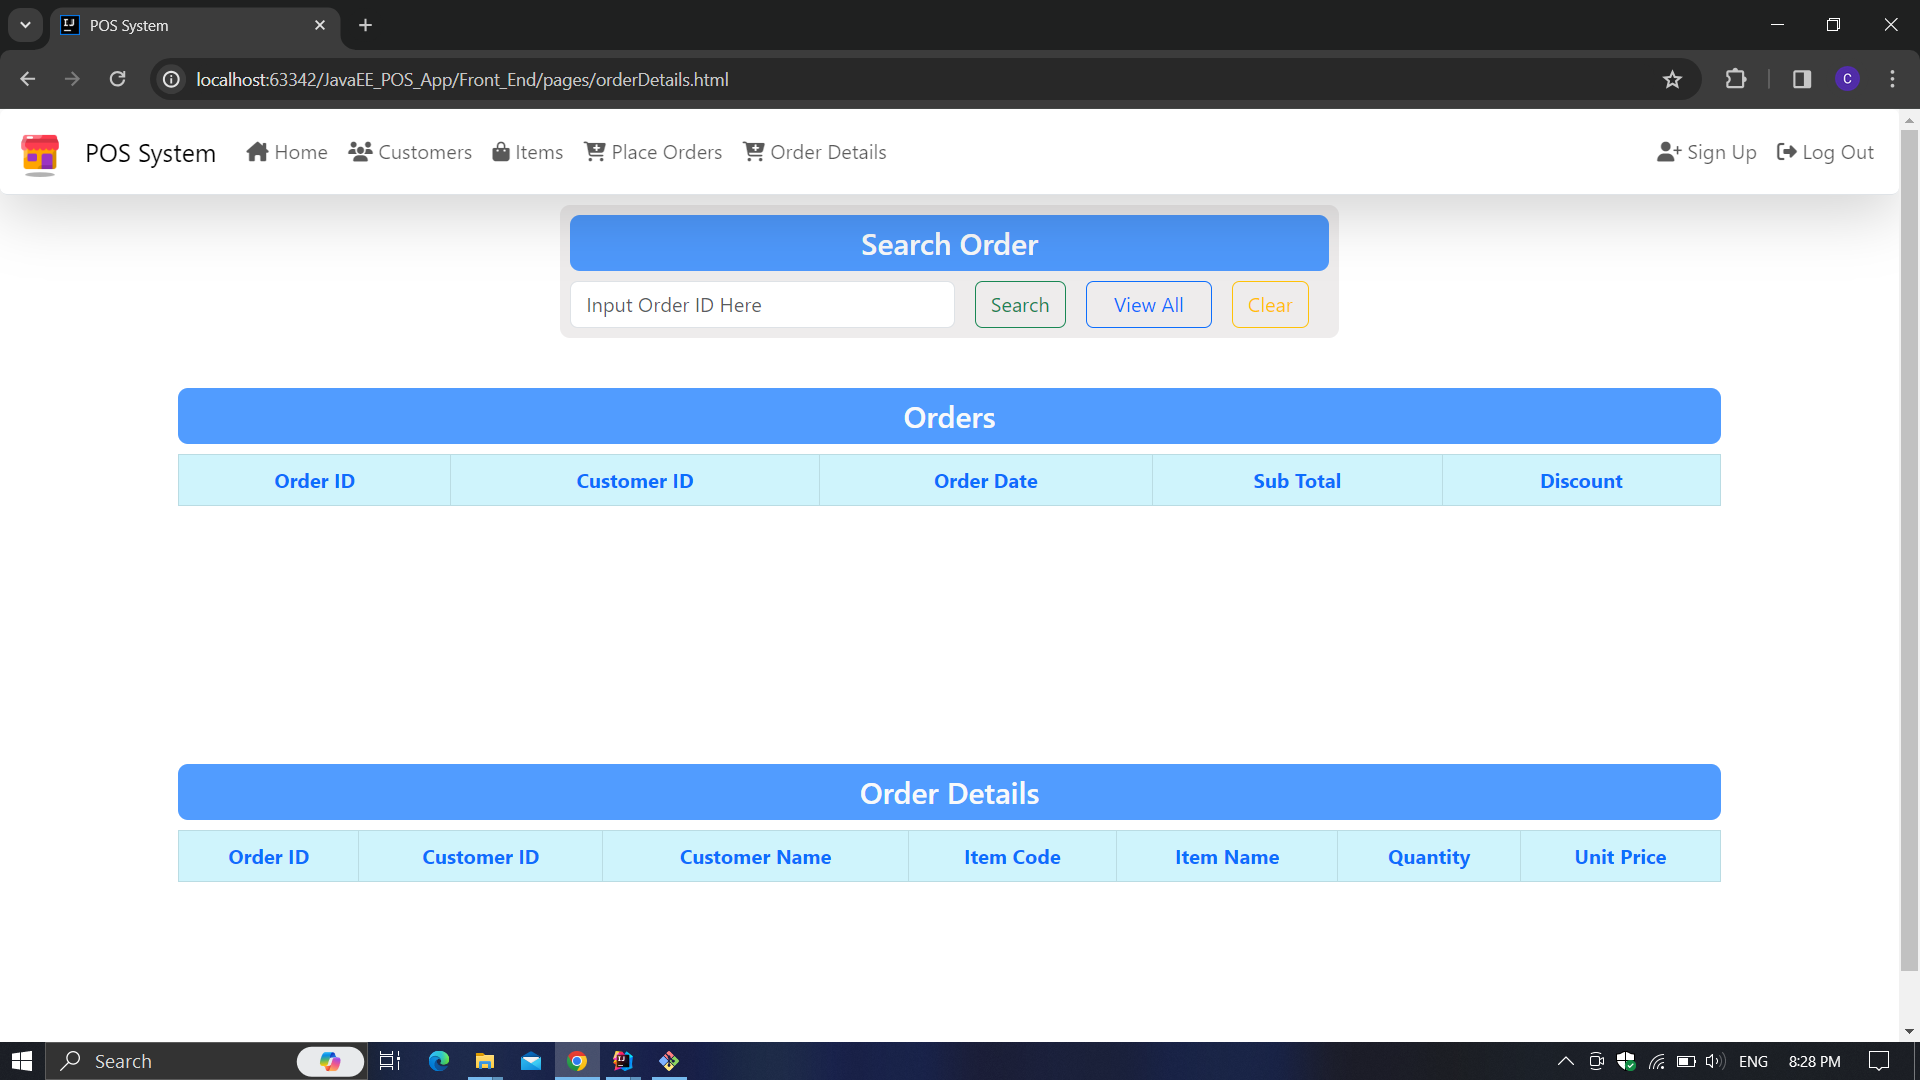 POS System
localhost:63342/JavaEE_POS_App/Front_End/pages/orderDetails.html
C
POS System Home Customers Items Place Orders Order Details Sign Up Log Out
Search Order
Input Order ID Here Search View All Clear
Orders
Order ID Customer ID Order Date Sub Total Discount
Order Details
Order ID Customer ID Customer Name Item Code Item Name Quantity Unit Price
Search ENG 8:28 PM